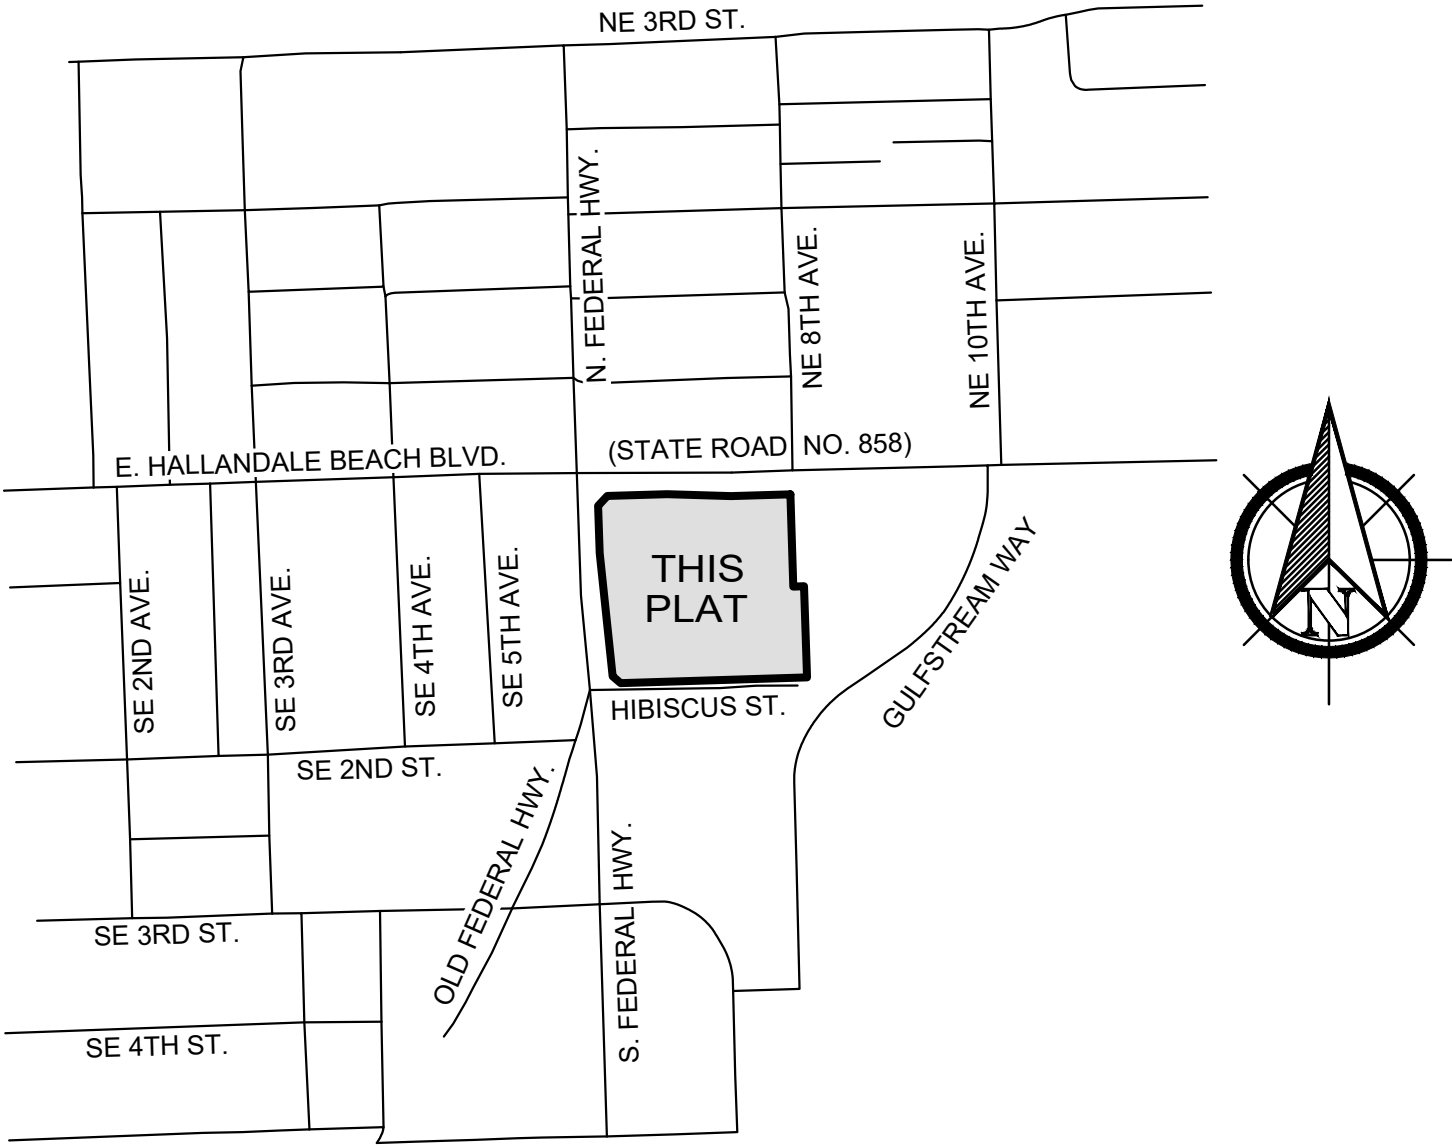 NE 3RD ST.
N. FEDERAL HWY.
NE 8TH AVE.
NE 10TH AVE.
E. HALLANDALE BEACH BLVD.
(STATE ROAD NO. 858)
THIS
PLAT
SE 2ND AVE.
SE 3RD AVE.
SE 4TH AVE.
SE 5TH AVE.
GULFSTREAM WAY
N
HIBISCUS ST.
SE 2ND ST.
OLD FEDERAL HWY.
S. FEDERAL HWY.
SE 3RD ST.
SE 4TH ST.